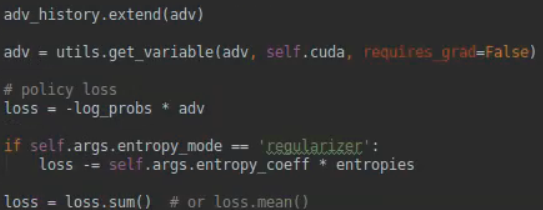 adv_history.extend(adv)
adv = utils.get_variable(adv, self.cuda, requires_grad=False)
# policy loss
loss = -log_probs * adv
if self.args.entropy_mode == 'regularizer':
loss -= self.args.entropy_coeff * entropies
loss = loss.sum()  # or loss.mean()